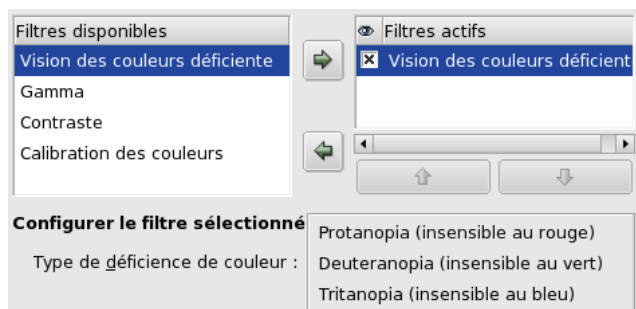 Filtres disponibles
Vision des couleurs déficiente
Gamma
Contraste
Calibration des couleurs
Filtres actifs
Vision des couleurs déficient
Configurer le filtre sélectionné
Type de déficience de couleur :
Protanopia (insensible au rouge)
Deuteranopia (insensible au vert)
Tritanopia (insensible au bleu)